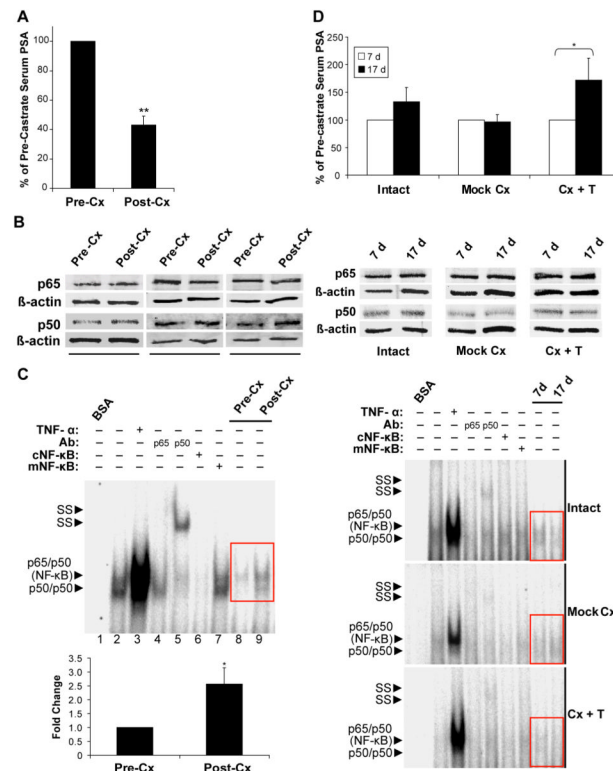 A
% of Pre-Castrate Serum PSA
100
80
60
40
20
0
**
Pre-Cx
Post-Cx
B
Pre-Cx Post-Cx Pre-Cx Post-Cx Pre-Cx Post-Cx
p65
ß-actin
p50
ß-actin
C
BSA
Pre-Cx Post-Cx
TNF- α: – – + – – – – – –
Ab: – – – p65 p50 – – – –
cNF-κB: – – – – – + – – –
mNF-κB: – – – – – – + – –
SS
SS
p65/p50
(NF-κB)
p50/p50
1 2 3 4 5 6 7 8 9
Fold Change
3.5
3.0
2.5
2.0
1.5
1.0
0.5
0
*
Pre-Cx
Post-Cx
D
% of Pre-castrate Serum PSA
250
200
150
100
50
0
7 d
17 d
*
Intact
Mock Cx
Cx + T
7 d 17 d 7 d 17 d 7 d 17 d
p65
ß-actin
p50
ß-actin
Intact
Mock Cx
Cx + T
BSA
7d 17 d
TNF- α: – – + – – – – – –
Ab: – – – p65 p50 – – – –
cNF-κB: – – – – – + – – –
mNF-κB: – – – – – – + – –
SS
SS
p65/p50
(NF-κB)
p50/p50
Intact
SS
SS
p65/p50
(NF-κB)
p50/p50
Mock Cx
SS
SS
p65/p50
(NF-κB)
p50/p50
Cx + T